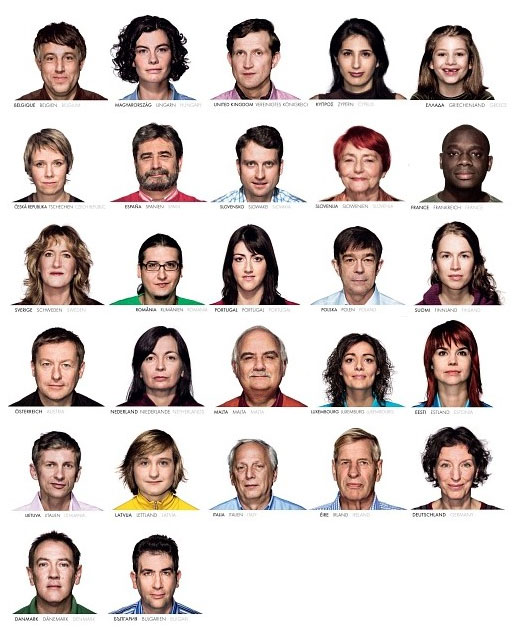 BELGIQUE BELGIEN BELGIUM
MAGYARORSZÁG UNGARN HUNGARY
UNITED KINGDOM VEREINIGTES KÖNIGREICH
ΚΥΠΡΟΣ ZYPERN CYPRUS
ΕΛΛΑΔΑ GRIECHENLAND GREECE
ČESKÁ REPUBLIKA TSCHECHIEN CZECH REPUBLIC
ESPAÑA SPANIEN SPAIN
SLOVENSKO SLOWAKEI SLOVAKIA
SLOVENIJA SLOWENIEN SLOVENIA
FRANCE FRANKREICH FRANCE
SVERIGE SCHWEDEN SWEDEN
ROMÂNIA RUMÄNIEN ROMANIA
PORTUGAL PORTUGAL PORTUGAL
POLSKA POLEN POLAND
SUOMI FINNLAND FINLAND
ÖSTERREICH AUSTRIA
NEDERLAND NIEDERLANDE NETHERLANDS
MALTA MALTA MALTA
LUXEMBOURG LUXEMBURG LUXEMBOURG
EESTI ESTLAND ESTONIA
LIETUVA LITAUEN LITHUANIA
LATVIJA LETTLAND LATVIA
ITALIA ITALIEN ITALY
ÉIRE IRLAND IRELAND
DEUTSCHLAND GERMANY
DANMARK DÄNEMARK DENMARK
БЪЛГАРИЯ BULGARIEN BULGARIA